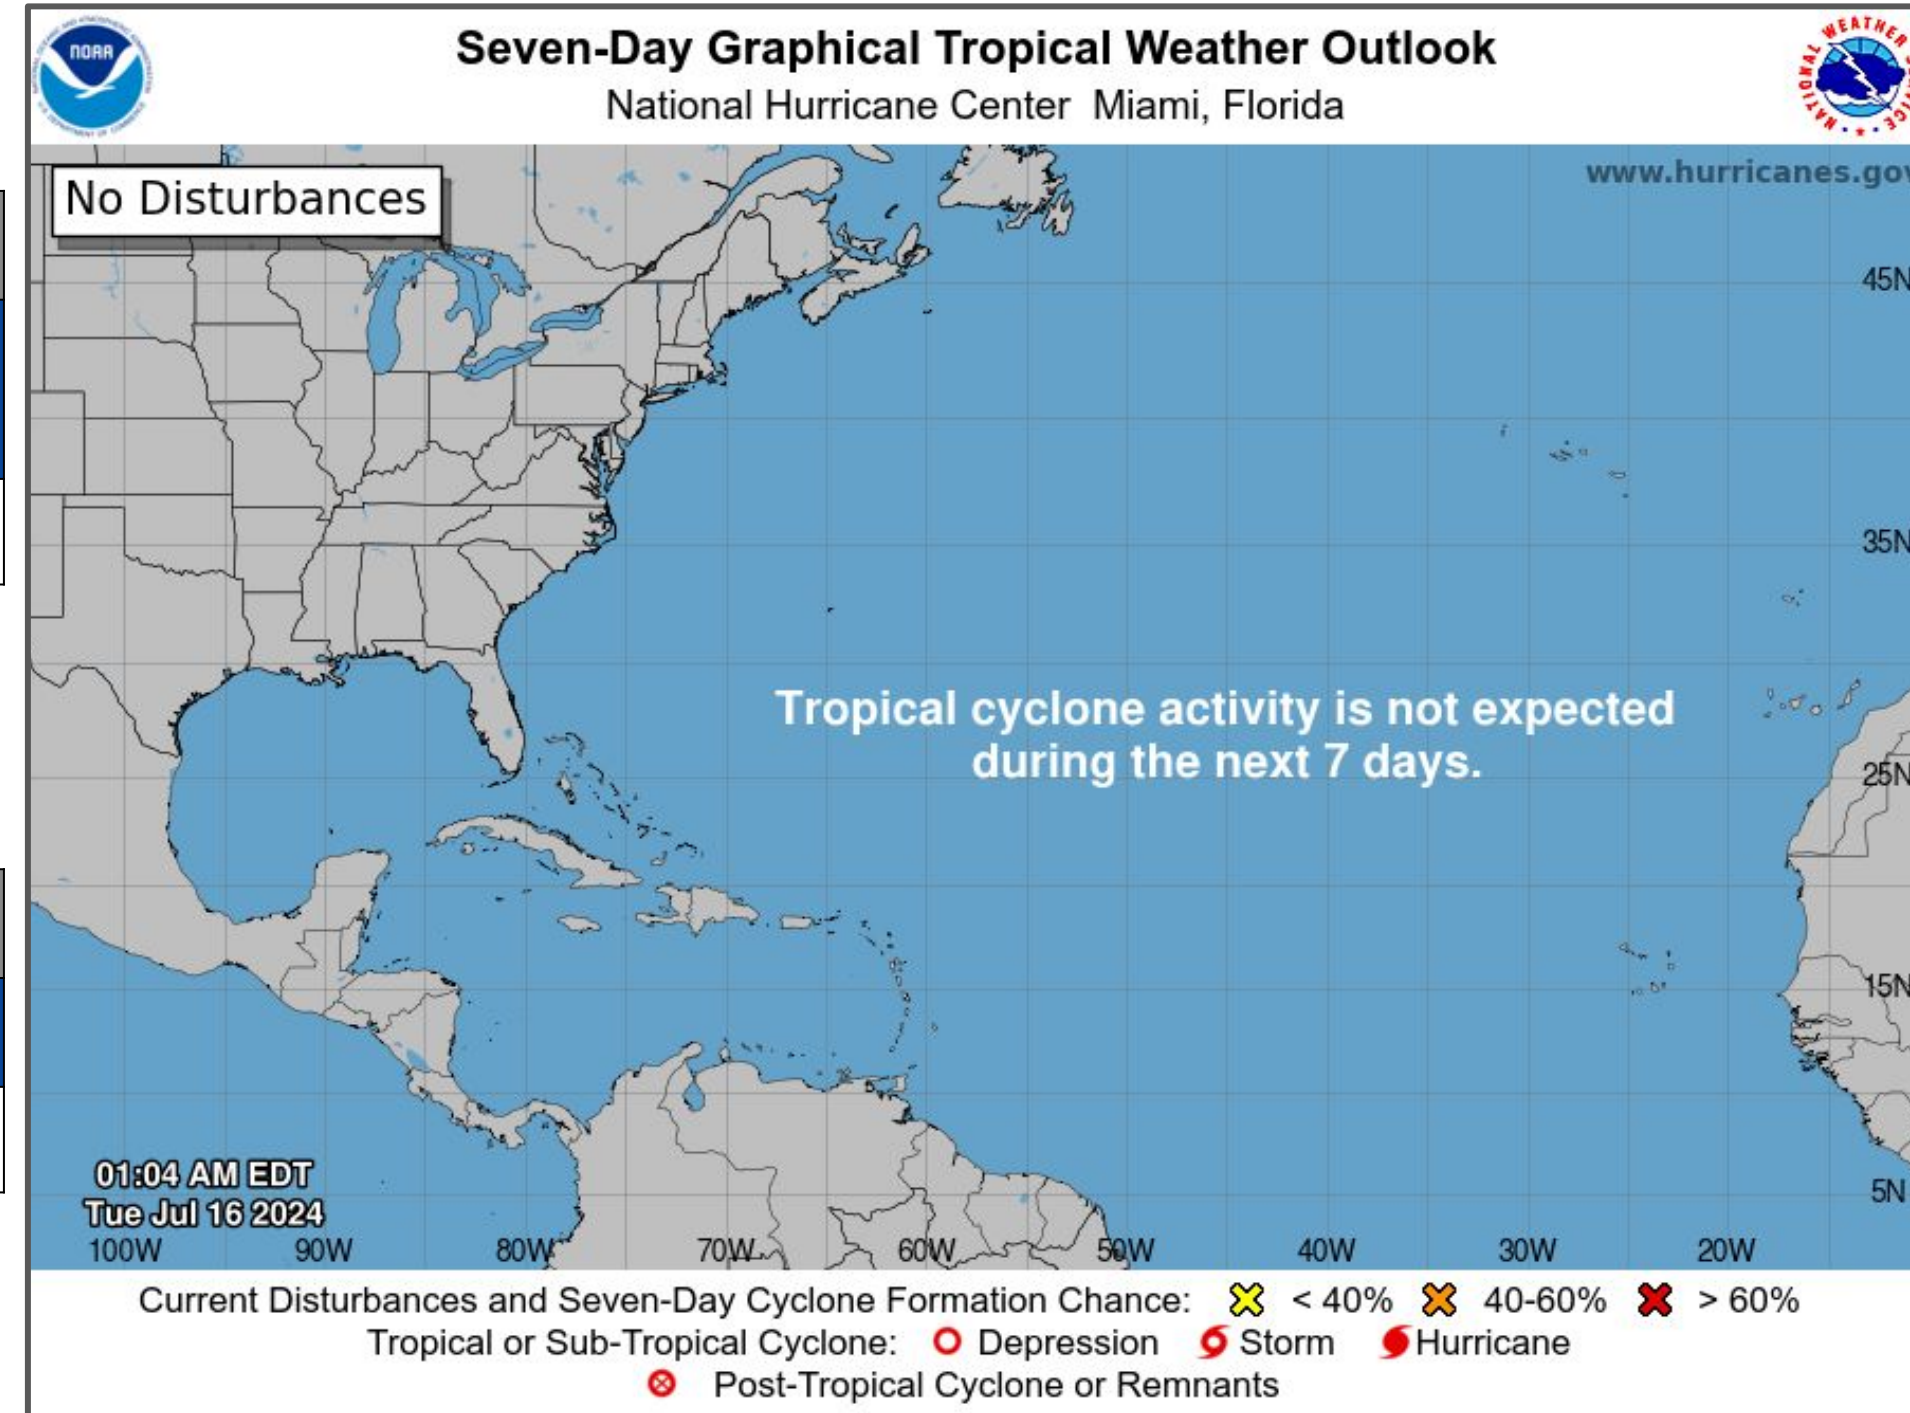 NOAA
Seven-Day Graphical Tropical Weather Outlook
National Hurricane Center Miami, Florida
No Disturbances
www.hurricanes.gov
45N
35N
Tropical cyclone activity is not expected
during the next 7 days.
25N
15N
01:04 AM EDT
Tue Jul 16 2024
5N
100W 90W 80W 70W 60W 50W 40W 30W 20W
Current Disturbances and Seven-Day Cyclone Formation Chance: < 40% 40-60% > 60%
Tropical or Sub-Tropical Cyclone: Depression Storm Hurricane
Post-Tropical Cyclone or Remnants